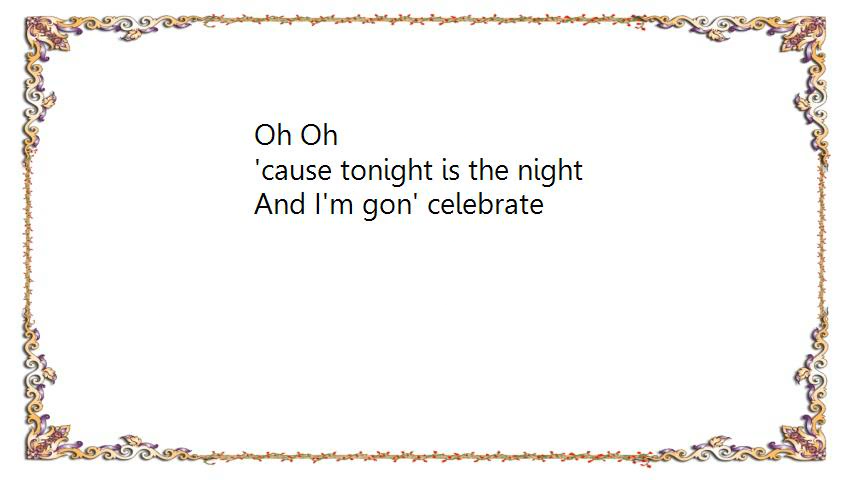 Oh Oh
'cause tonight is the night
And I'm gon' celebrate